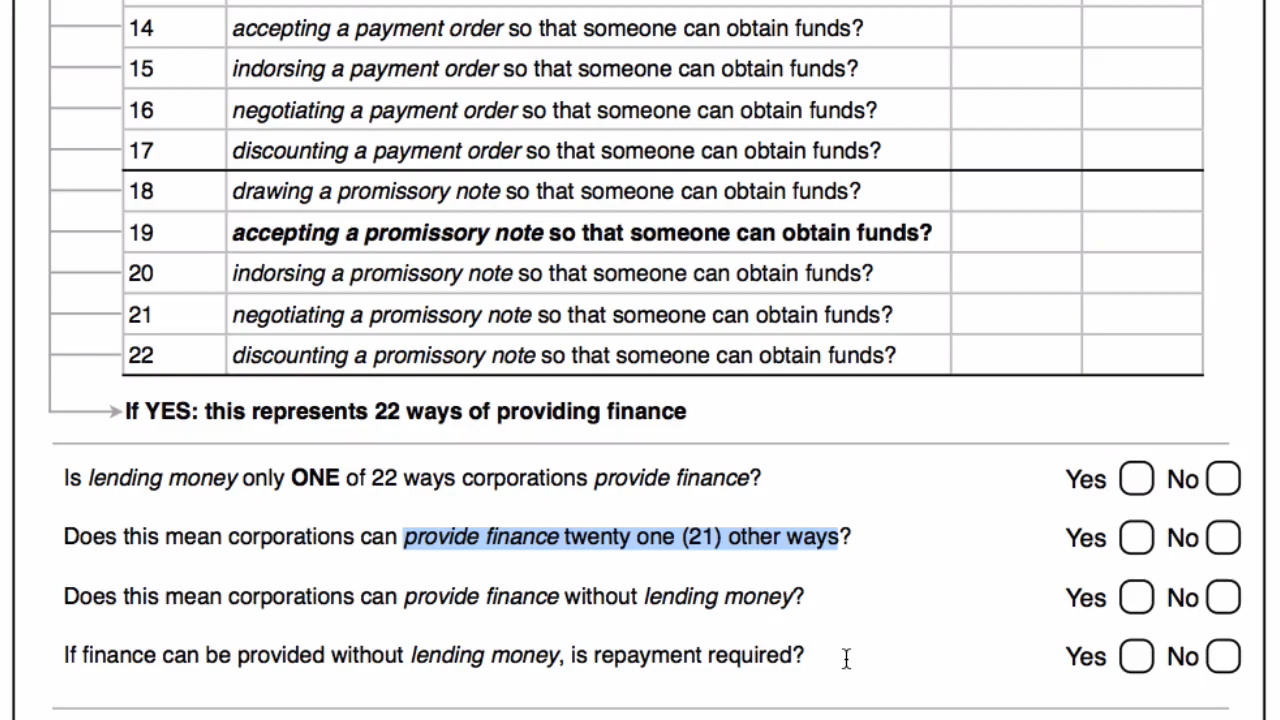 14 accepting a payment order so that someone can obtain funds?
15 indorsing a payment order so that someone can obtain funds?
16 negotiating a payment order so that someone can obtain funds?
17 discounting a payment order so that someone can obtain funds?
18 drawing a promissory note so that someone can obtain funds?
19 accepting a promissory note so that someone can obtain funds?
20 indorsing a promissory note so that someone can obtain funds?
21 negotiating a promissory note so that someone can obtain funds?
22 discounting a promissory note so that someone can obtain funds?
If YES: this represents 22 ways of providing finance
Is lending money only ONE of 22 ways corporations provide finance? Yes No
Does this mean corporations can provide finance twenty one (21) other ways? Yes No
Does this mean corporations can provide finance without lending money? Yes No
If finance can be provided without lending money, is repayment required? Yes No